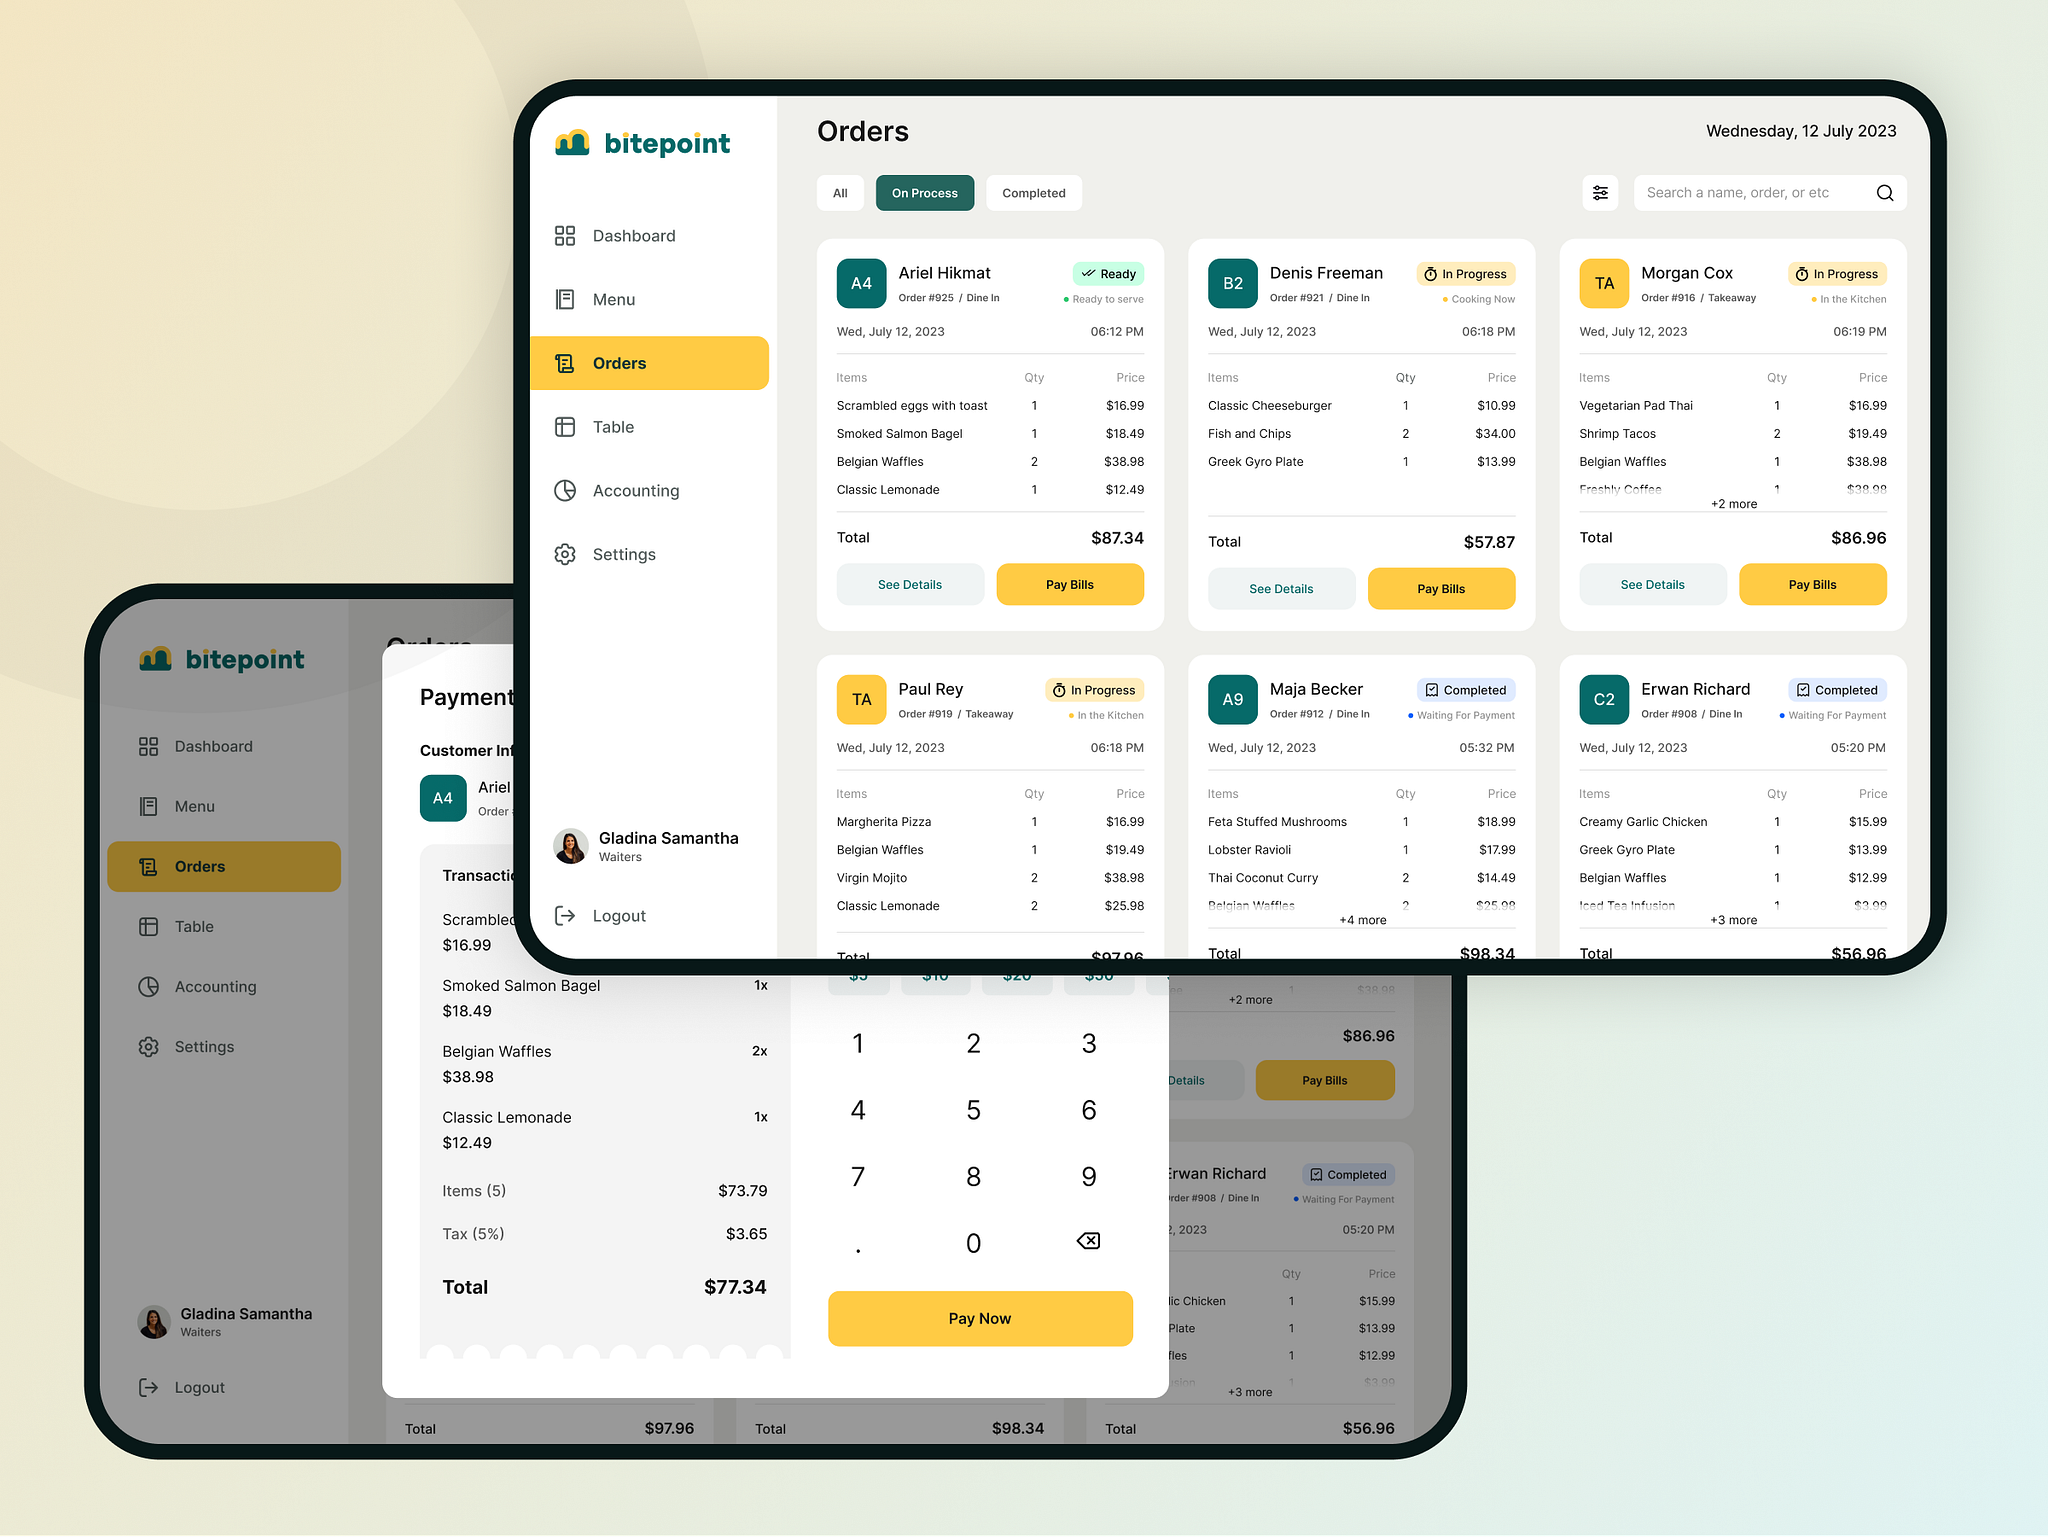 bitepoint
Dashboard
Menu
Orders
Table
Accounting
Settings
Gladina Samantha
Waiters
Logout
Orders
Wednesday, 12 July 2023
All
On Process
Completed
Search a name, order, or etc
A4
Ariel Hikmat
Order #925 / Dine In
Ready
Ready to serve
Wed, July 12, 2023 06:12 PM
Items Qty Price
Scrambled eggs with toast 1 $16.99
Smoked Salmon Bagel 1 $18.49
Belgian Waffles 2 $38.98
Classic Lemonade 1 $12.49
Total $87.34
See Details Pay Bills
B2
Denis Freeman
Order #921 / Dine In
In Progress
Cooking Now
Wed, July 12, 2023 06:18 PM
Items Qty Price
Classic Cheeseburger 1 $10.99
Fish and Chips 2 $34.00
Greek Gyro Plate 1 $13.99
Total $57.87
See Details Pay Bills
TA
Morgan Cox
Order #916 / Takeaway
In Progress
In the Kitchen
Wed, July 12, 2023 06:19 PM
Items Qty Price
Vegetarian Pad Thai 1 $16.99
Shrimp Tacos 2 $19.49
Belgian Waffles 1 $38.98
Freshly Coffee 1 $38.98
+2 more
Total $86.96
See Details Pay Bills
TA
Paul Rey
Order #919 / Takeaway
In Progress
In the Kitchen
Wed, July 12, 2023 06:18 PM
Items Qty Price
Margherita Pizza 1 $16.99
Belgian Waffles 1 $19.49
Virgin Mojito 2 $38.98
Classic Lemonade 2 $25.98
Total $97.96
A9
Maja Becker
Order #912 / Dine In
Completed
Waiting For Payment
Wed, July 12, 2023 05:32 PM
Items Qty Price
Feta Stuffed Mushrooms 1 $18.99
Lobster Ravioli 1 $17.99
Thai Coconut Curry 2 $14.49
Belgian Waffles 2 $25.98
+4 more
Total $98.34
C2
Erwan Richard
Order #908 / Dine In
Completed
Waiting For Payment
Wed, July 12, 2023 05:20 PM
Items Qty Price
Creamy Garlic Chicken 1 $15.99
Greek Gyro Plate 1 $13.99
Belgian Waffles 1 $12.99
Iced Tea Infusion 1 $3.99
+3 more
Total $56.96
bitepoint
Dashboard
Menu
Orders
Table
Accounting
Settings
Gladina Samantha
Waiters
Logout
Orders
Payment
Customer Inf
A4
Ariel
Order
Transactio
Scrambled
$16.99
Smoked Salmon Bagel 1x
$18.49
Belgian Waffles 2x
$38.98
Classic Lemonade 1x
$12.49
Items (5) $73.79
Tax (5%) $3.65
Total $77.34
$5 $10 $20 $50
1 2 3
4 5 6
7 8 9
. 0
Pay Now
1 $38.98
+2 more
$86.96
Details Pay Bills
Erwan Richard
Order #908 / Dine In
Completed
Waiting For Payment
2, 2023 05:20 PM
Qty Price
lic Chicken 1 $15.99
Plate 1 $13.99
fles 1 $12.99
usion 1 $3.99
+3 more
Total $97.96
Total $98.34
Total $56.96